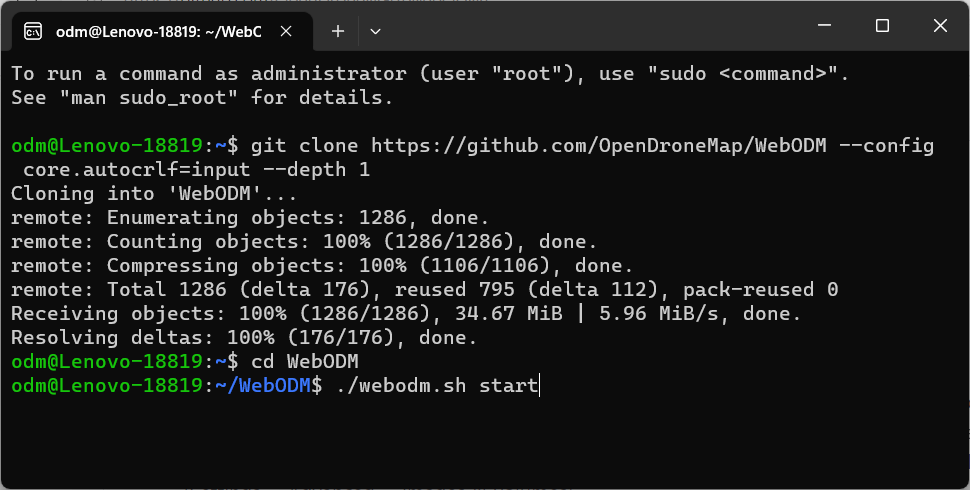 odm@Lenovo-18819: ~/WebC
To run a command as administrator (user "root"), use "sudo <command>".
See "man sudo_root" for details.
odm@Lenovo-18819:~$ git clone https://github.com/OpenDroneMap/WebODM --config
core.autocrlf=input --depth 1
Cloning into 'WebODM'...
remote: Enumerating objects: 1286, done.
remote: Counting objects: 100% (1286/1286), done.
remote: Compressing objects: 100% (1106/1106), done.
remote: Total 1286 (delta 176), reused 795 (delta 112), pack-reused 0
Receiving objects: 100% (1286/1286), 34.67 MiB | 5.96 MiB/s, done.
Resolving deltas: 100% (176/176), done.
odm@Lenovo-18819:~$ cd WebODM
odm@Lenovo-18819:~/WebODM$ ./webodm.sh start